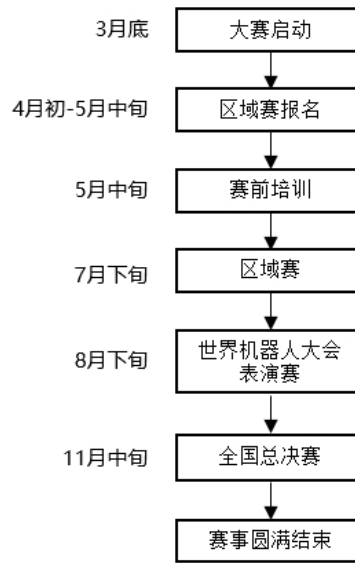 3月底
大赛启动
4月初-5月中旬
区域赛报名
5月中旬
赛前培训
7月下旬
区域赛
8月下旬
世界机器人大会
表演赛
11月中旬
全国总决赛
赛事圆满结束